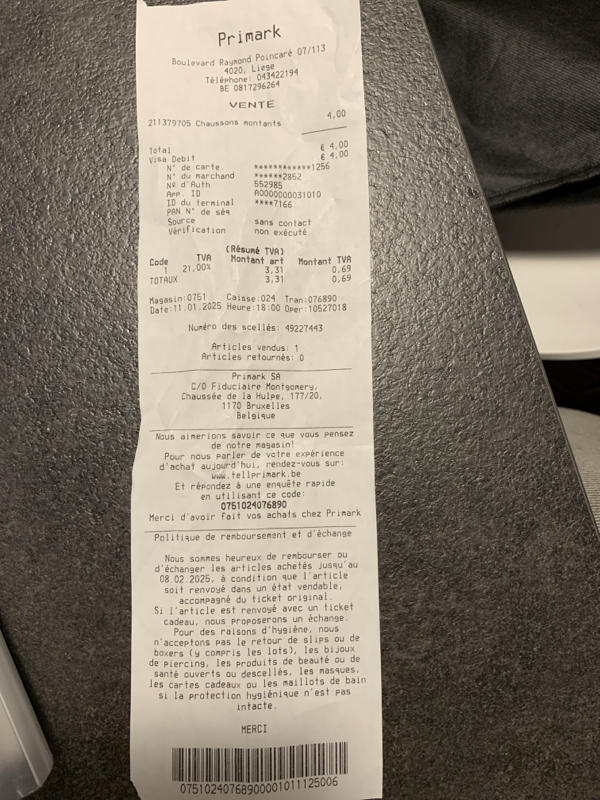 Primark
Boulevard Raymond Poincaré 07/113
4020, Liege
Téléphone: 043422194
BE 0817296264
VENTE
4,00
211379705 Chaussons montants
Total € 4,00
Visa Debit € 4,00
N° de carte. ************1256
N° du marchand ******2852
Nº d'Auth 552985
App. ID A0000000031010
ID du terminal ****7166
PAN N° de séq
Source sans contact
Vérification non exécuté
(Résumé TVA)
Code TVA Montant art Montant TVA
1 21,00% 3,31 0,69
TOTAUX 3,31 0,69
Magasin:0751 Caisse:024 Tran:076890
Date:11.01.2025 Heure:18:00 Oper:10527018
Numéro des scellés: 49227443
Articles vendus: 1
Articles retournés: 0
Primark SA
C/O Fiduciaire Montgomery,
Chaussée de la Hulpe, 177/20,
1170 Bruxelles
Belgique
Nous aimerions savoir ce que vous pensez
de notre magasin!
Pour nous parler de votre expérience
d'achat aujourd'hui, rendez-vous sur:
www.tellprimark.be
Et répondez à une enquête rapide
en utilisant ce code:
0751024076890
Merci d'avoir fait vos achats chez Primark
Politique de remboursement et d'échange
Nous sommes heureux de rembourser ou
d'échanger les articles achetés jusqu'au
08.02.2025, à condition que l'article
soit renvoyé dans un état vendable,
accompagné du ticket original.
Si l'article est renvoyé avec un ticket
cadeau, nous proposerons un échange.
Pour des raisons d'hygiène, nous
n'acceptons pas le retour de slips ou de
boxers (y compris les lots), les bijoux
de piercing, les produits de beauté ou de
santé ouverts ou descellés, les masques,
les cartes cadeaux ou les maillots de bain
si la protection hygiénique n'est pas
intacte.
MERCI
07510240768900001011125006